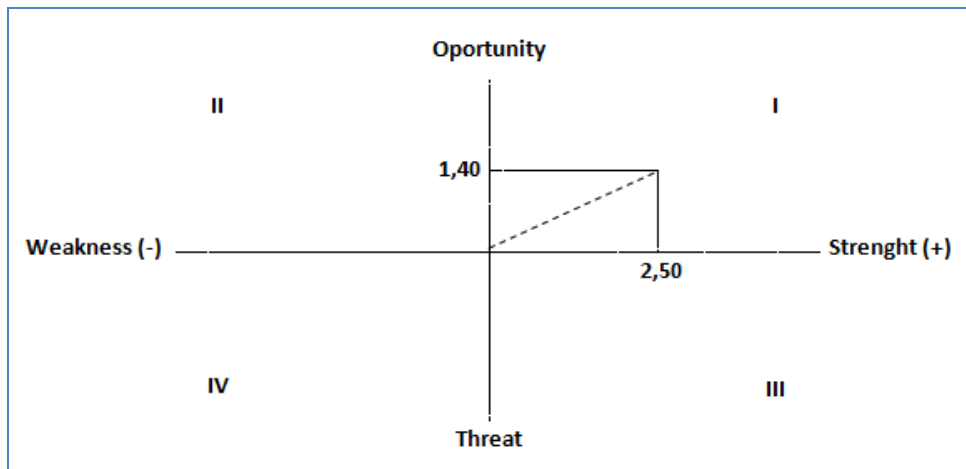 Oportunity
II
I
1,40
Weakness (-)
Strenght (+)
2,50
IV
III
Threat